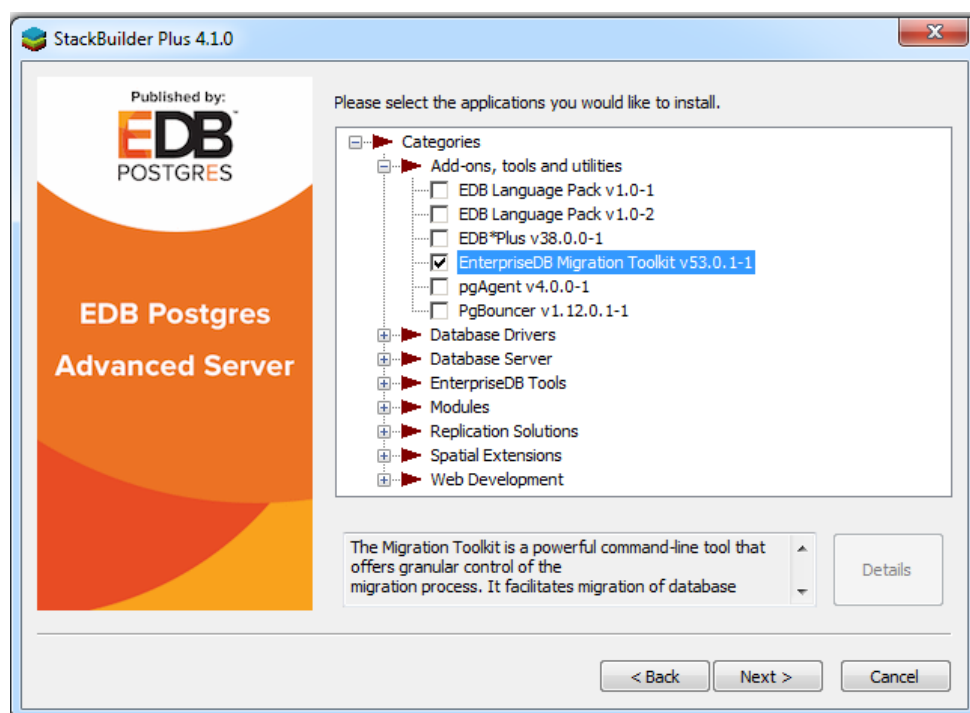 StackBuilder Plus 4.1.0
Published by:
EDB
POSTGRES
EDB Postgres
Advanced Server
Please select the applications you would like to install.
Categories
Add-ons, tools and utilities
EDB Language Pack v1.0-1
EDB Language Pack v1.0-2
EDB*Plus v38.0.0-1
EnterpriseDB Migration Toolkit v53.0.1-1
pgAgent v4.0.0-1
PgBouncer v1.12.0.1-1
Database Drivers
Database Server
EnterpriseDB Tools
Modules
Replication Solutions
Spatial Extensions
Web Development
The Migration Toolkit is a powerful command-line tool that
offers granular control of the
migration process. It facilitates migration of database
Details
< Back
Next >
Cancel